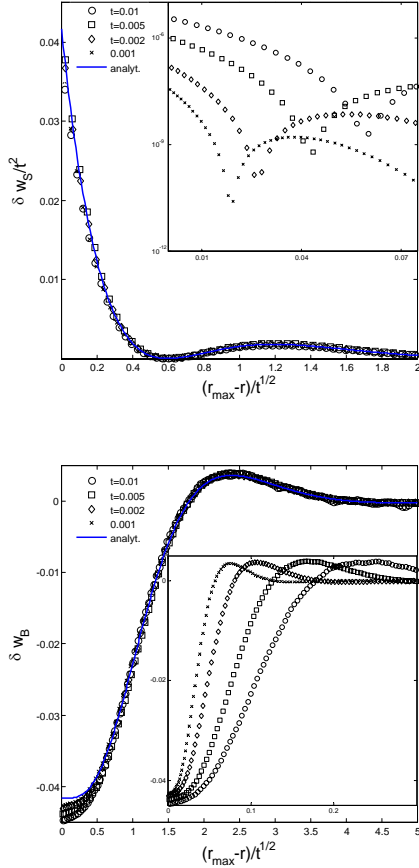 0.04
0.03
0.02
0.01
δ w_S/t^2
t=0.01
t=0.005
t=0.002
0.001
analyt.
10^-6
10^-9
10^-12
0.01 0.04 0.07
0 0.2 0.4 0.6 0.8 1 1.2 1.4 1.6 1.8 2.0
(r_max-r)/t^1/2
0
-0.01
-0.02
-0.03
-0.04
δ w_B
t=0.01
t=0.005
t=0.002
0.001
analyt.
0
-0.02
-0.04
0.1 0.2
0 0.5 1 1.5 2 2.5 3 3.5 4 4.5 5.0
(r_max-r)/t^1/2